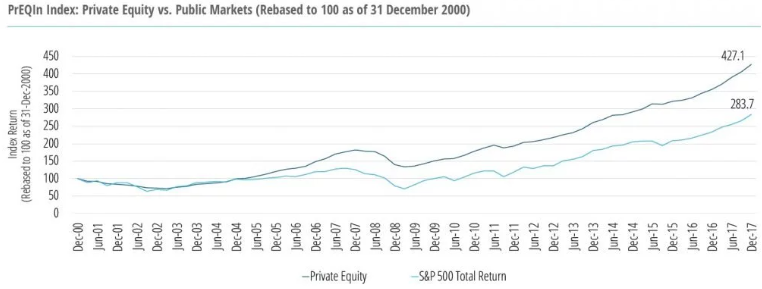 PrEQIn Index: Private Equity vs. Public Markets (Rebased to 100 as of 31 December 2000)
450
400
350
300
250
200
150
100
50
0
Index Return
(Rebased to 100 as of 31-Dec-2000)
427.1
283.7
Dec-00
Jun-01
Dec-01
Jun-02
Dec-02
Jun-03
Dec-03
Jun-04
Dec-04
Jun-05
Dec-05
Jun-06
Dec-06
Jun-07
Dec-07
Jun-08
Dec-08
Jun-09
Dec-09
Jun-10
Dec-10
Jun-11
Dec-11
Jun-12
Dec-12
Jun-13
Dec-13
Jun-14
Dec-14
Jun-15
Dec-15
Jun-16
Dec-16
Jun-17
Dec-17
Private Equity
S&P 500 Total Return